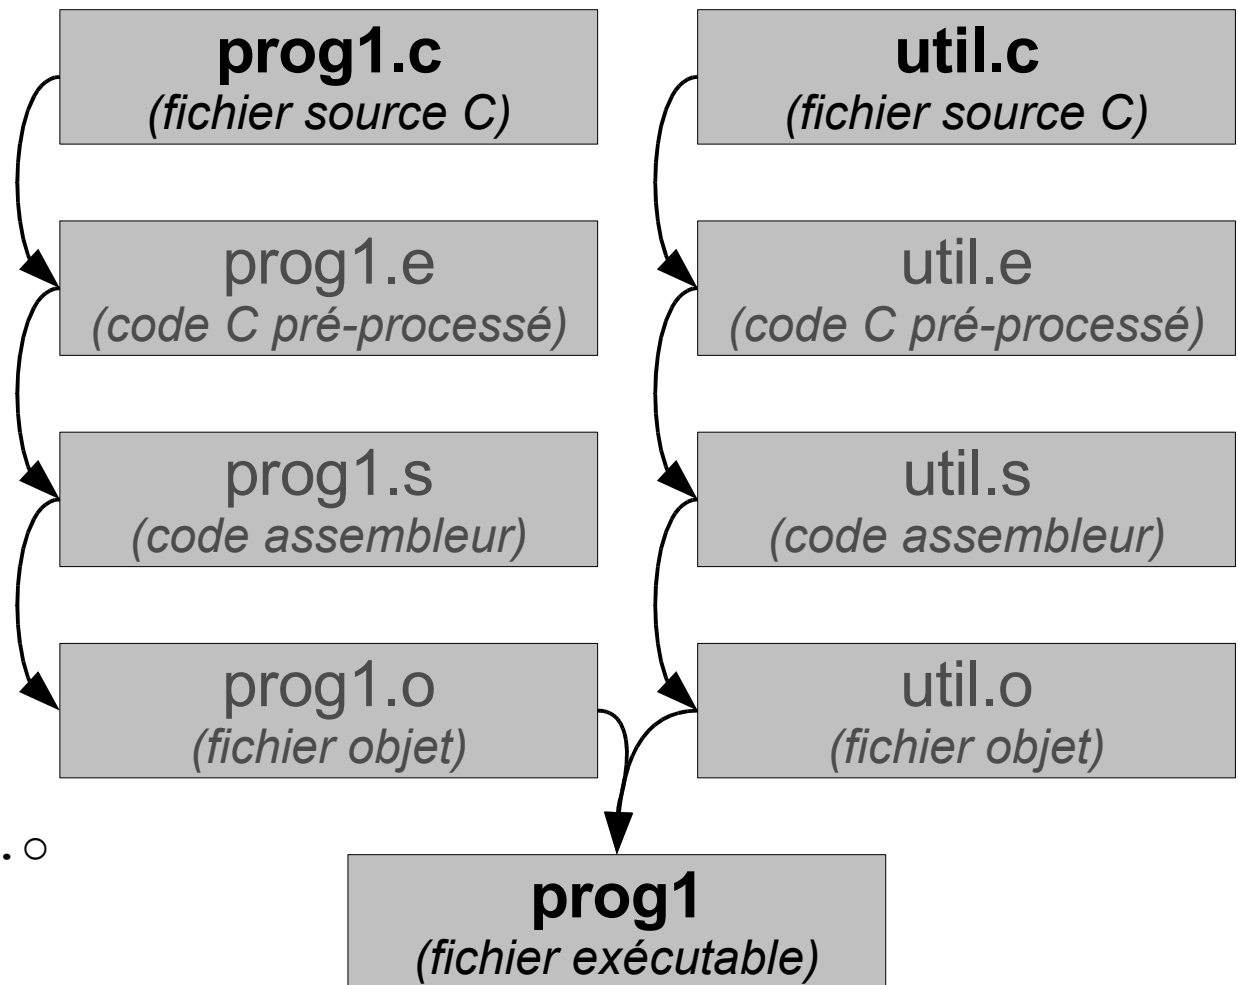 prog1.c
(fichier source C)
util.c
(fichier source C)
prog1.e
(code C pré-processé)
util.e
(code C pré-processé)
prog1.s
(code assembleur)
util.s
(code assembleur)
prog1.o
(fichier objet)
util.o
(fichier objet)
.o
prog1
(fichier exécutable)